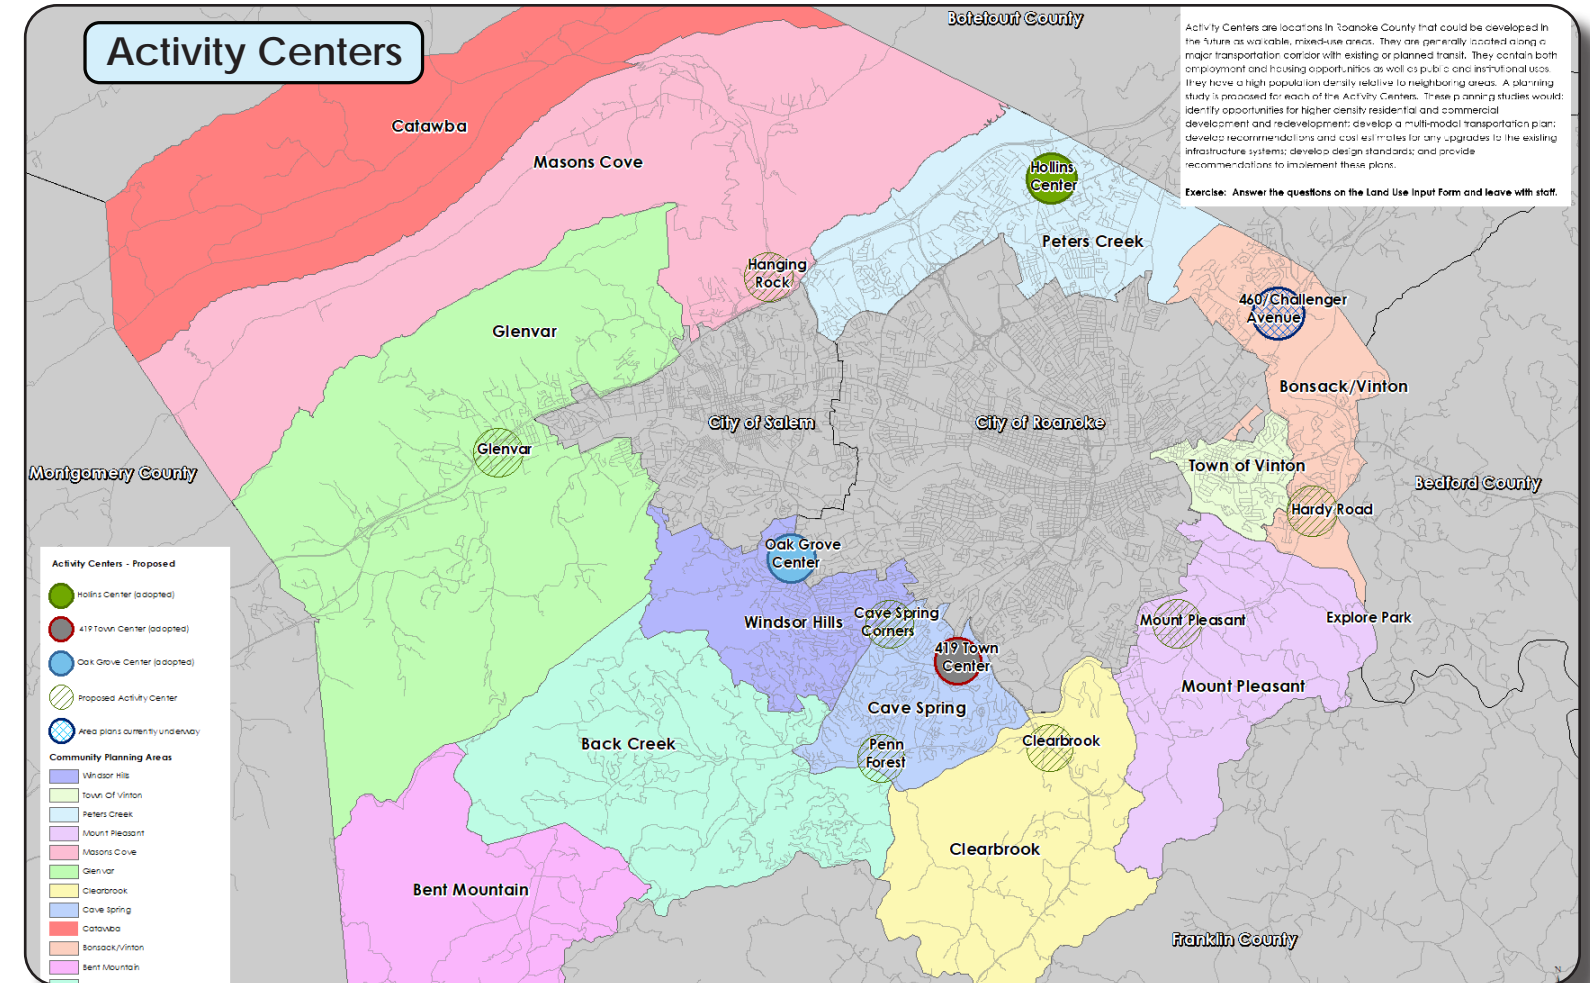 Activity Centers
Botetourt County
Activity Centers are locations in Roanoke County that could be developed in
the future as walkable, mixed-use areas. They are generally located along a
major transportation corridor with existing or planned transit. They contain both
employment and housing opportunities as well as public and institutional uses.
They have a high population density relative to neighboring areas. A planning
study is proposed for each of the Activity Centers. These planning studies would:
identify opportunities for higher density residential and commercial
development and redevelopment; develop a multi-modal transportation plan;
develop recommendations and cost estimates for any upgrades to the existing
infrastructure systems; develop design standards; and provide
recommendations to implement these plans.
Exercise: Answer the questions on the Land Use Input Form and leave with staff.
Catawba
Masons Cove
Hollins
Center
Peters Creek
Hanging
Rock
460/Challenger
Avenue
Glenvar
Bonsack/Vinton
City of Salem
City of Roanoke
Glenvar
Town of Vinton
Montgomery County
Bedford County
Hardy Road
Oak Grove
Center
Windsor Hills
Cave Spring
Corners
Mount Pleasant
Explore Park
419 Town
Center
Mount Pleasant
Cave Spring
Back Creek
Penn
Forest
Clearbrook
Clearbrook
Bent Mountain
Franklin County
N
Activity Centers - Proposed
Hollins Center (adopted)
419 Town Center (adopted)
Oak Grove Center (adopted)
Proposed Activity Center
Area plans currently underway
Community Planning Areas
Windsor Hills
Town Of Vinton
Peters Creek
Mount Pleasant
Masons Cove
Glenvar
Clearbrook
Cave Spring
Catawba
Bonsack/Vinton
Bent Mountain